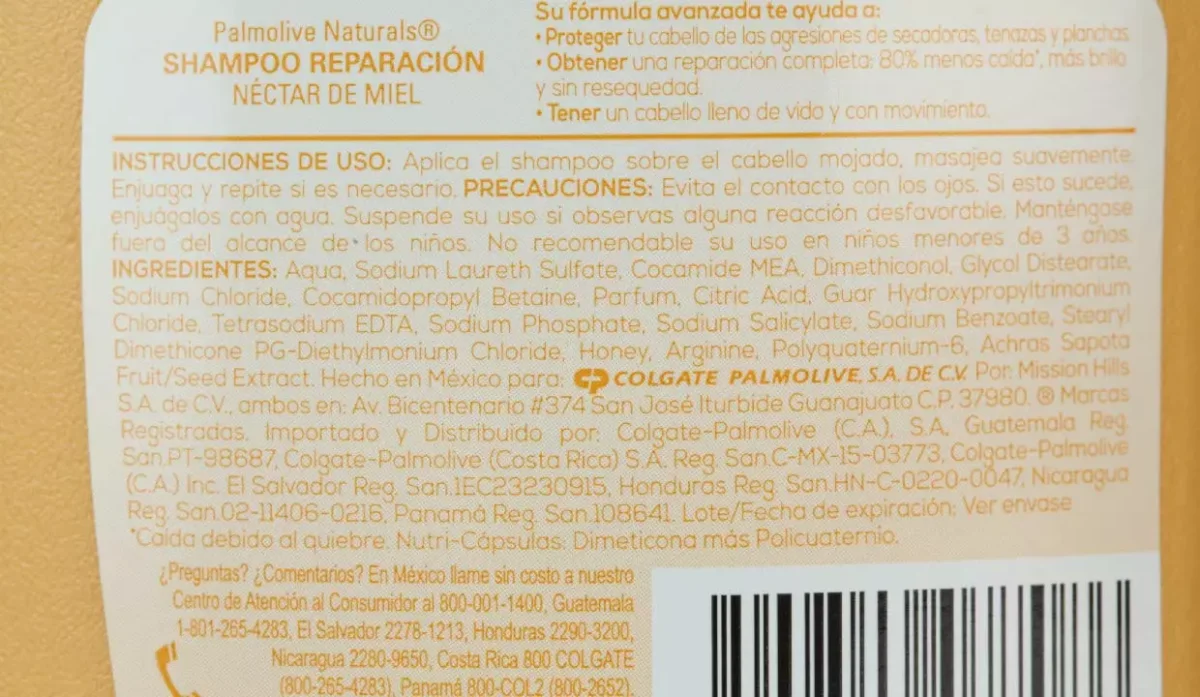 Palmolive Naturals®
SHAMPOO REPARACIÓN
NÉCTAR DE MIEL
Su fórmula avanzada te ayuda a:
• Proteger tu cabello de las agresiones de secadoras, tenazas y planchas.
• Obtener una reparación completa: 80% menos caída*, más brillo
y sin resequedad.
• Tener un cabello lleno de vida y con movimiento.
INSTRUCCIONES DE USO: Aplica el shampoo sobre el cabello mojado, masajea suavemente.
Enjuaga y repite si es necesario. PRECAUCIONES: Evita el contacto con los ojos. Si esto sucede,
enjuágalos con agua. Suspende su uso si observas alguna reacción desfavorable. Manténgase
fuera del alcance de los niños. No recomendable su uso en niños menores de 3 años.
INGREDIENTES: Aqua, Sodium Laureth Sulfate, Cocamide MEA, Dimethiconol, Glycol Distearate,
Sodium Chloride, Cocamidopropyl Betaine, Parfum, Citric Acid, Guar Hydroxypropyltrimonium
Chloride, Tetrasodium EDTA, Sodium Phosphate, Sodium Salicylate, Sodium Benzoate, Stearyl
Dimethicone PG-Diethylmonium Chloride, Honey, Arginine, Polyquaternium-6, Achras Sapota
Fruit/Seed Extract. Hecho en México para: CP COLGATE PALMOLIVE, S.A. DE C.V. Por: Mission Hills
S.A. de C.V., ambos en: Av. Bicentenario #374 San José Iturbide Guanajuato C.P. 37980. ® Marcas
Registradas. Importado y Distribuido por: Colgate-Palmolive (C.A.), S.A. Guatemala Reg.
San.PT-98687, Colgate-Palmolive (Costa Rica) S.A. Reg. San.C-MX-15-03773, Colgate-Palmolive
(C.A.) Inc. El Salvador Reg. San.1EC23230915, Honduras Reg. San.HN-C-0220-0047, Nicaragua
Reg. San.02-11406-0216, Panamá Reg. San.108641. Lote/Fecha de expiración: Ver envase
*Caída debido al quiebre. Nutri-Cápsulas: Dimeticona más Policuaternio.
¿Preguntas? ¿Comentarios? En México llame sin costo a nuestro
Centro de Atención al Consumidor al 800-001-1400, Guatemala
1-801-265-4283, El Salvador 2278-1213, Honduras 2290-3200,
Nicaragua 2280-9650, Costa Rica 800 COLGATE
(800-265-4283), Panamá 800-COL2 (800-2652).